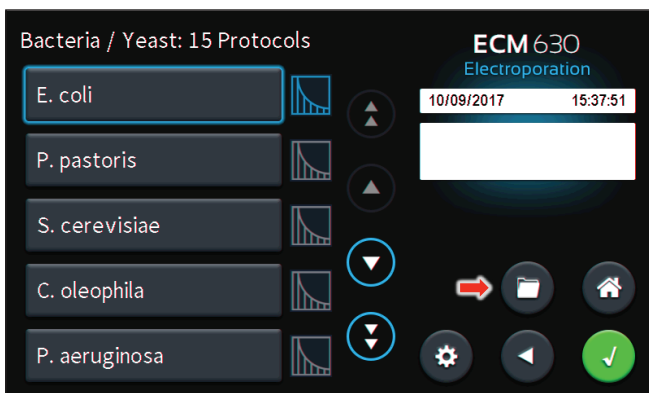 Bacteria / Yeast: 15 Protocols
E. coli
P. pastoris
S. cerevisiae
C. oleophila
P. aeruginosa
ECM 630
Electroporation
10/09/2017 15:37:51